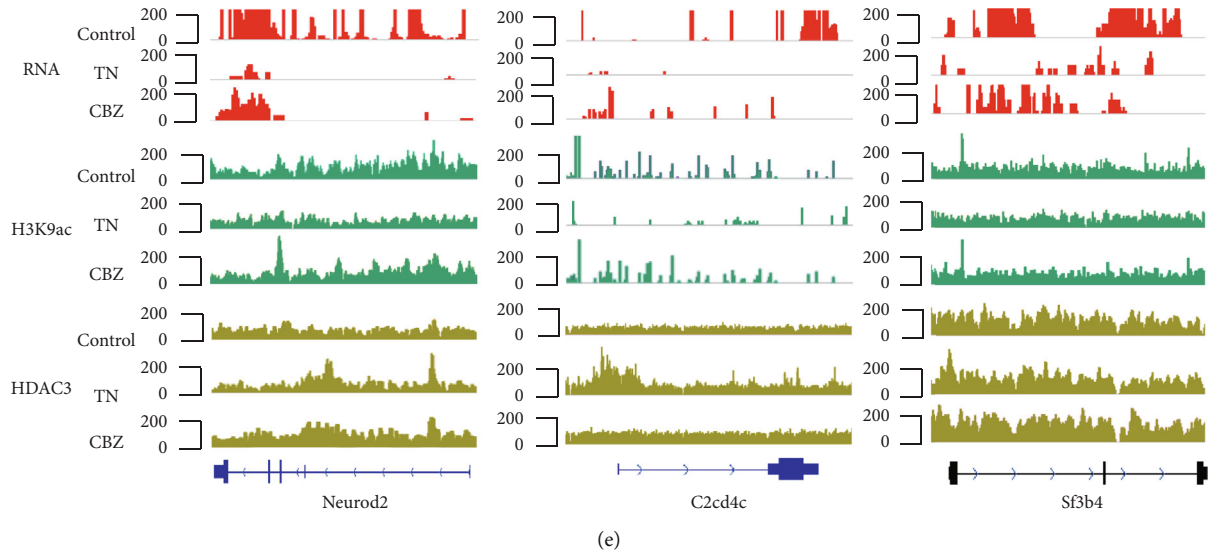 Control 200 0 200 0 200 0
RNA TN 200 0 200 0 200 0
CBZ 200 0 200 0 200 0
Control 200 0 200 0 200 0
H3K9ac TN 200 0 200 0 200 0
CBZ 200 0 200 0 200 0
Control 200 0 200 0 200 0
HDAC3 TN 200 0 200 0 200 0
CBZ 200 0 200 0 200 0
Neurod2 C2cd4c Sf3b4
(e)